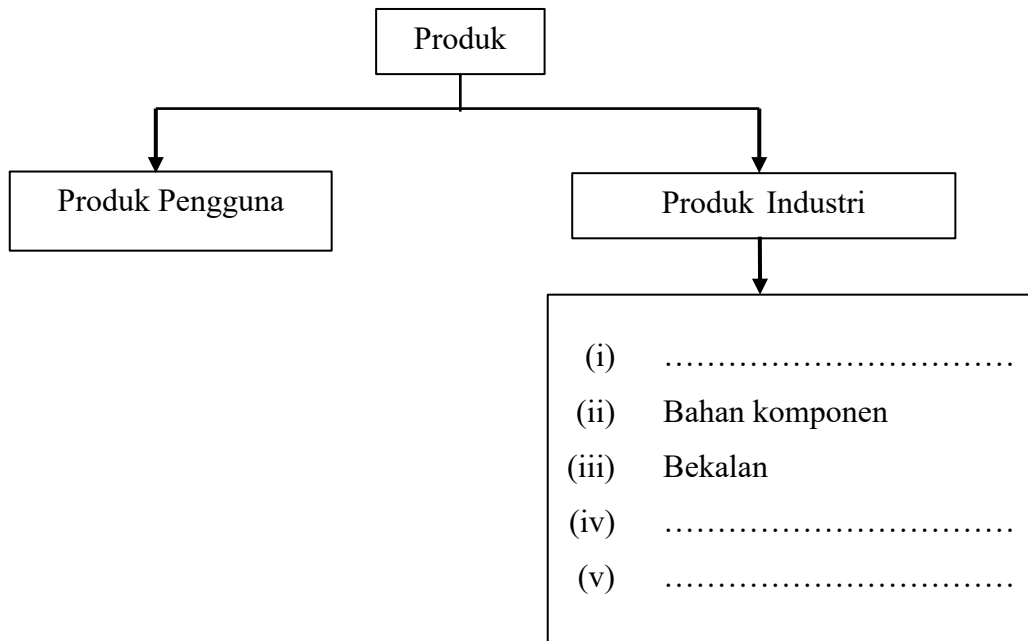 Produk
Produk Pengguna
Produk Industri
(i) ……………………………
(ii) Bahan komponen
(iii) Bekalan
(iv) ……………………………
(v) ……………………………